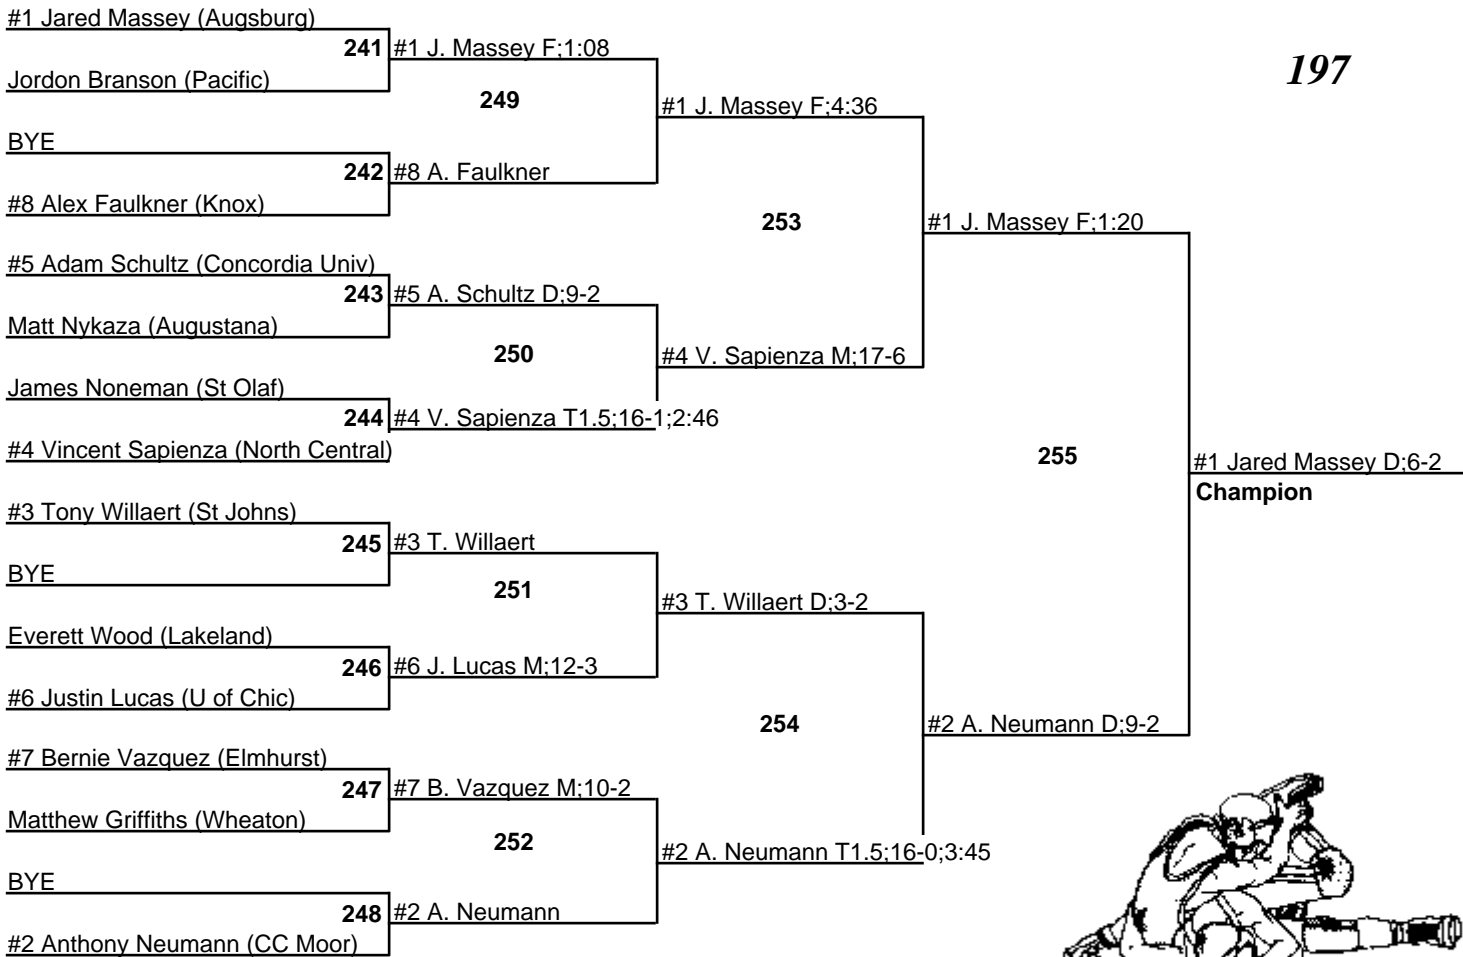 #1 Jared Massey (Augsburg)
241 #1 J. Massey F;1:08
197
Jordon Branson (Pacific)
249
#1 J. Massey F;4:36
BYE
242 #8 A. Faulkner
#8 Alex Faulkner (Knox)
253
#1 J. Massey F;1:20
#5 Adam Schultz (Concordia Univ)
243 #5 A. Schultz D;9-2
Matt Nykaza (Augustana)
250
#4 V. Sapienza M;17-6
James Noneman (St Olaf)
244 #4 V. Sapienza T1.5;16-1;2:46
#4 Vincent Sapienza (North Central)
255
#1 Jared Massey D;6-2
Champion
#3 Tony Willaert (St Johns)
245 #3 T. Willaert
BYE
251
#3 T. Willaert D;3-2
Everett Wood (Lakeland)
246 #6 J. Lucas M;12-3
#6 Justin Lucas (U of Chic)
254
#2 A. Neumann D;9-2
#7 Bernie Vazquez (Elmhurst)
247 #7 B. Vazquez M;10-2
Matthew Griffiths (Wheaton)
252
#2 A. Neumann T1.5;16-0;3:45
BYE
248 #2 A. Neumann
#2 Anthony Neumann (CC Moor)